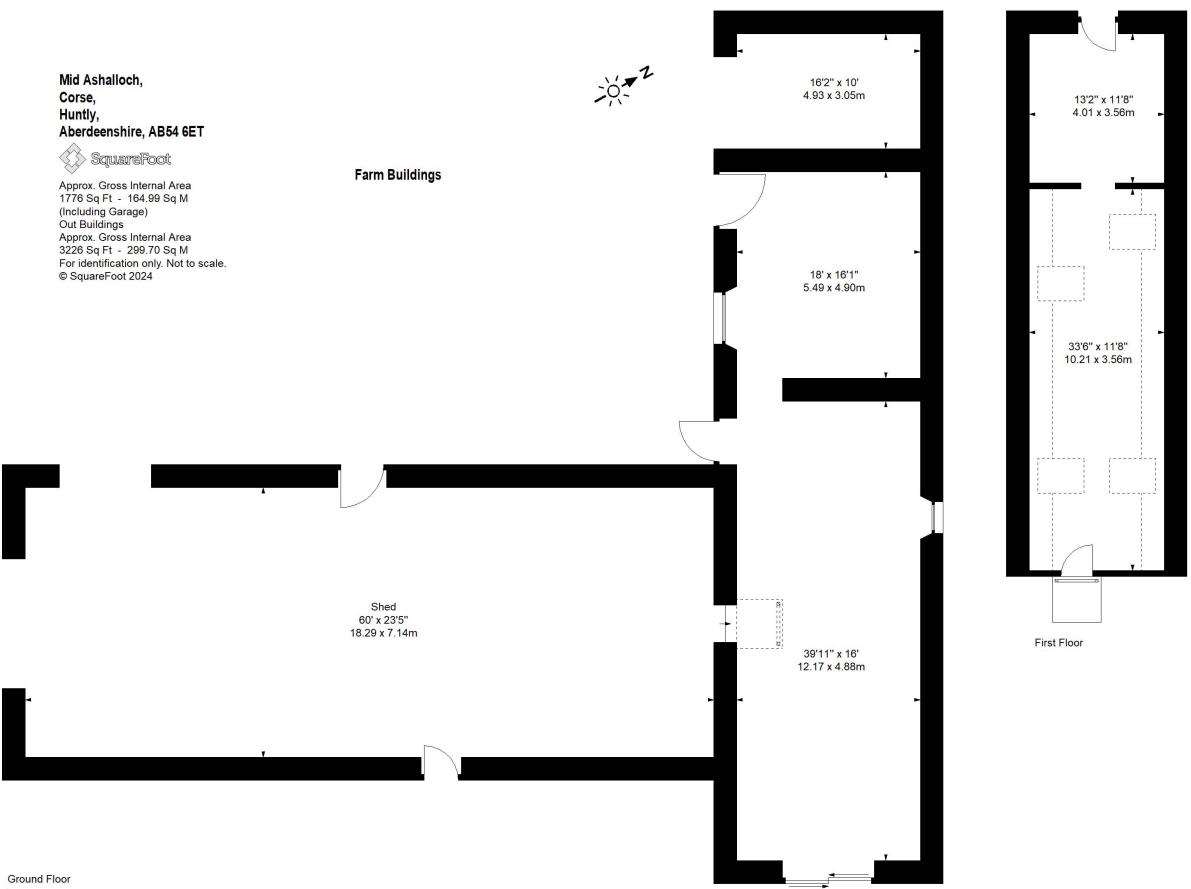 Mid Ashalloch,
Corse,
Huntly,
Aberdeenshire, AB54 6ET
SquareFoot
Approx. Gross Internal Area
1776 Sq Ft - 164.99 Sq M
(Including Garage)
Out Buildings
Approx. Gross Internal Area
3226 Sq Ft - 299.70 Sq M
For identification only. Not to scale.
© SquareFoot 2024
Farm Buildings
N
16'2" x 10'
4.93 x 3.05m
18' x 16'1"
5.49 x 4.90m
Shed
60' x 23'5"
18.29 x 7.14m
39'11" x 16'
12.17 x 4.88m
Ground Floor
13'2" x 11'8"
4.01 x 3.56m
33'6" x 11'8"
10.21 x 3.56m
First Floor